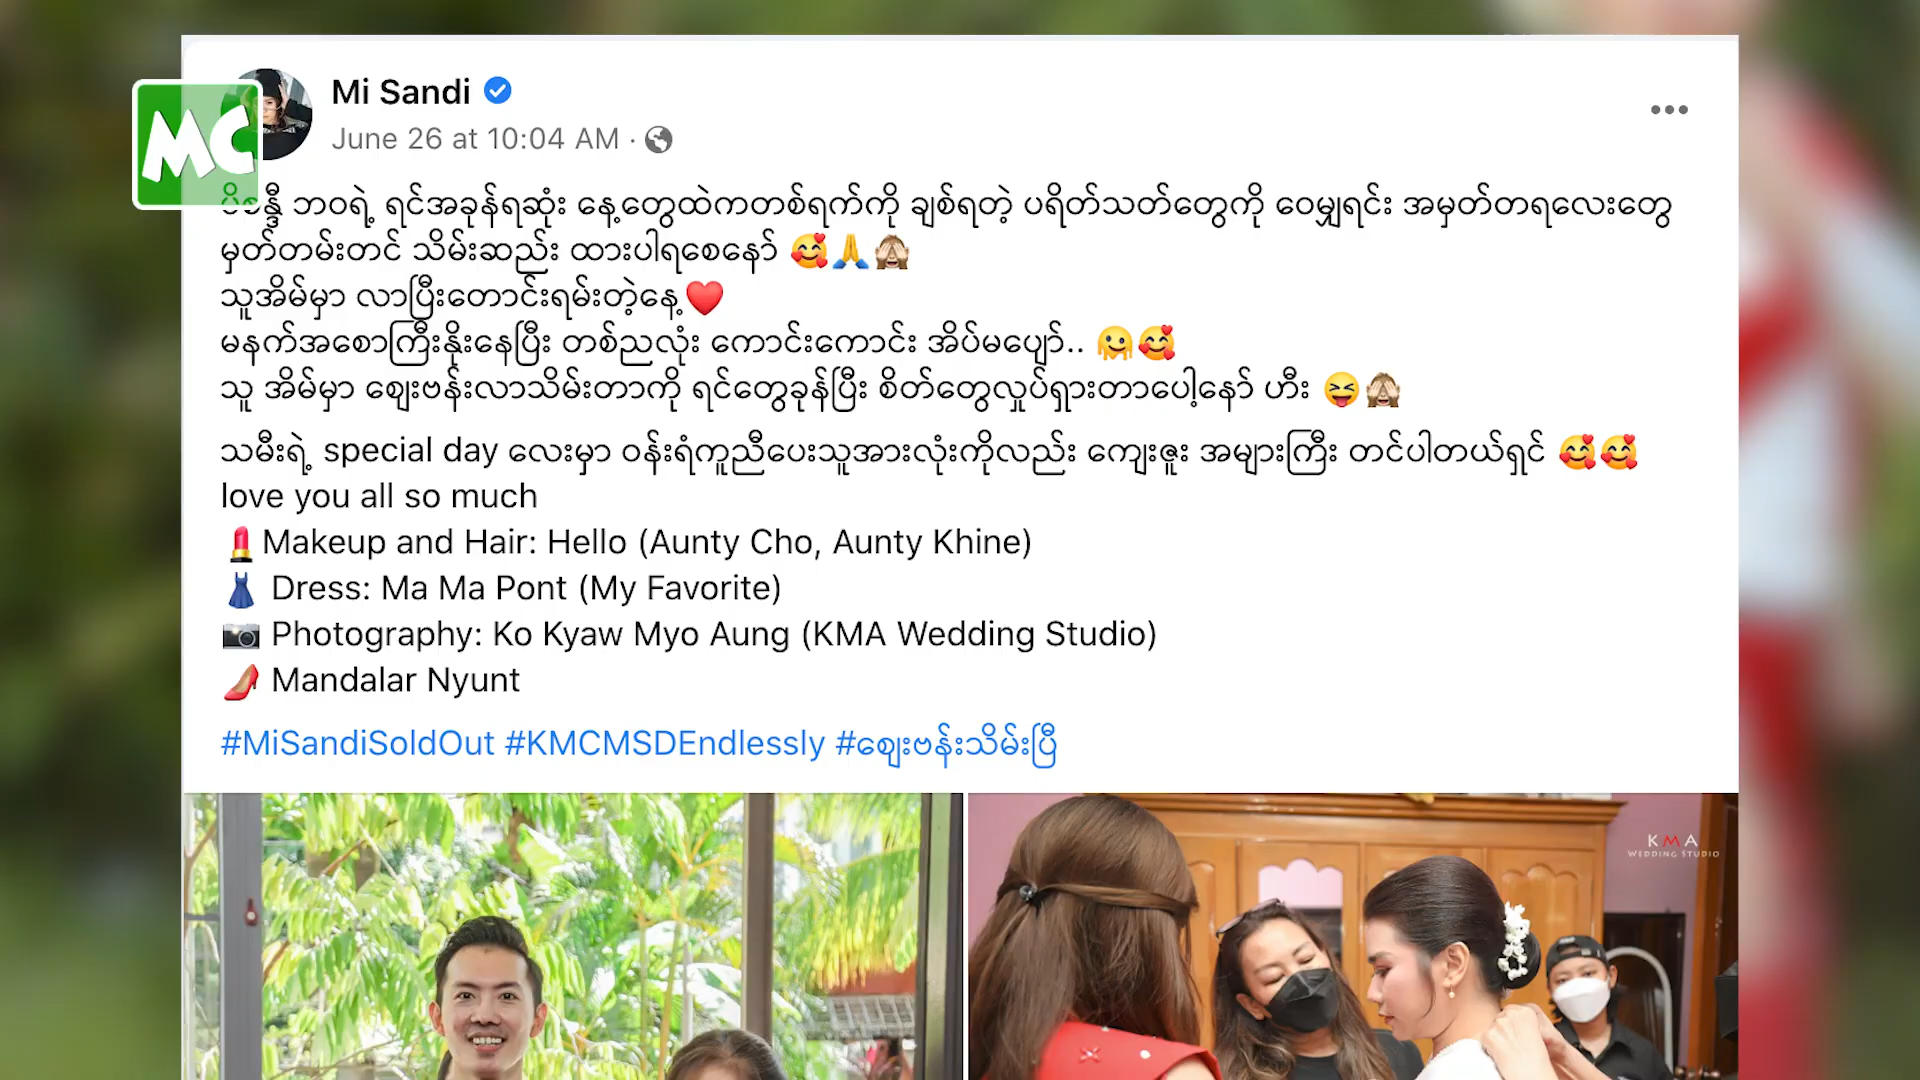 Mi Sandi
June 26 at 10:04 AM
MC
မိစန္ဒီ ဘဝရဲ့ ရင်အခုန်ရဆုံး နေ့တွေထဲကတစ်ရက်ကို ချစ်ရတဲ့ ပရိတ်သတ်တွေကို ဝေမျှရင်း အမှတ်တရလေးတွေ
မှတ်တမ်းတင် သိမ်းဆည်း ထားပါရစေနော် 🥰🙏🙈
သူအိမ်မှာ လာပြီးတောင်းရမ်းတဲ့နေ့❤️
မနက်အစောကြီးနိုးနေပြီး တစ်ညလုံး ကောင်းကောင်း အိပ်မပျော်.. 🫠🥰
သူ အိမ်မှာ စျေးဗန်းလာသိမ်းတာကို ရင်တွေခုန်ပြီး စိတ်တွေလှုပ်ရှားတာပေါ့နော် ဟီး 😝🙈
သမီးရဲ့ special day လေးမှာ ဝန်းရံကူညီပေးသူအားလုံးကိုလည်း ကျေးဇူး အများကြီး တင်ပါတယ်ရှင် 🥰🥰
love you all so much
💄Makeup and Hair: Hello (Aunty Cho, Aunty Khine)
👗 Dress: Ma Ma Pont (My Favorite)
📷 Photography: Ko Kyaw Myo Aung (KMA Wedding Studio)
👠 Mandalar Nyunt
#MiSandiSoldOut #KMCMSDEndlessly #စျေးဗန်းသိမ်းပြီ
KMA
WEDDING STUDIO